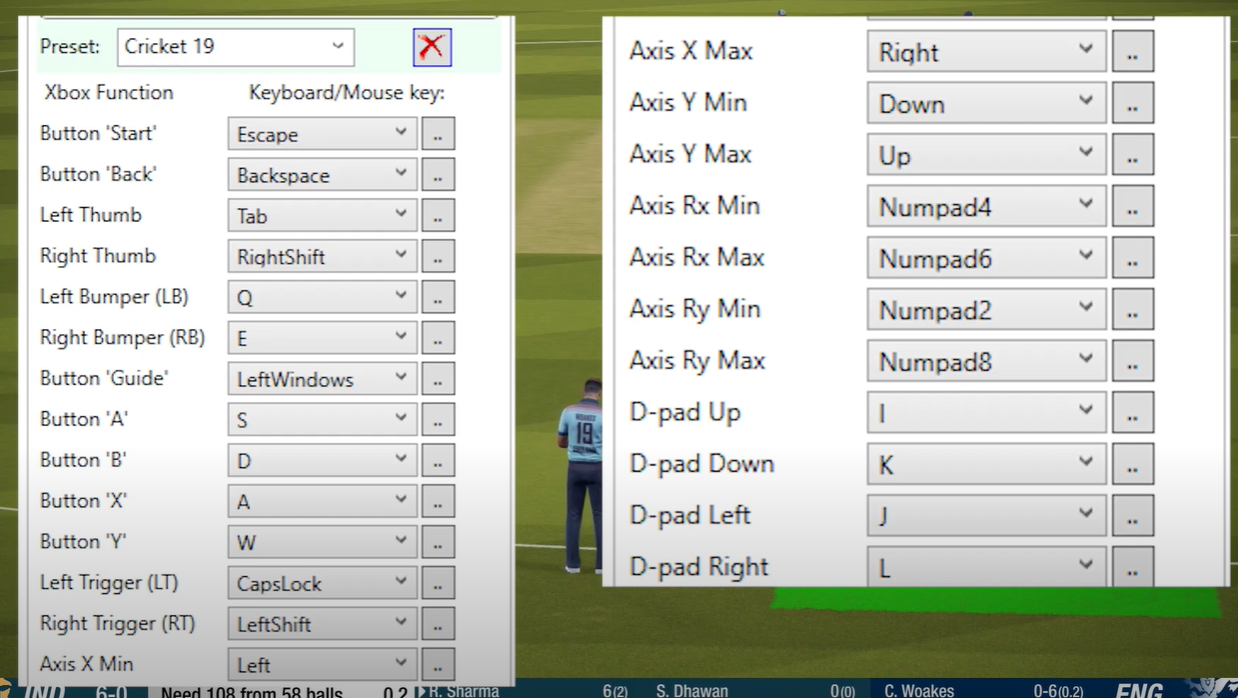 Preset: Cricket 19
Xbox Function Keyboard/Mouse key:
Button 'Start' Escape ..
Button 'Back' Backspace ..
Left Thumb Tab ..
Right Thumb RightShift ..
Left Bumper (LB) Q ..
Right Bumper (RB) E ..
Button 'Guide' LeftWindows ..
Button 'A' S ..
Button 'B' D ..
Button 'X' A ..
Button 'Y' W ..
Left Trigger (LT) CapsLock ..
Right Trigger (RT) LeftShift ..
Axis X Min Left ..
Axis X Max Right ..
Axis Y Min Down ..
Axis Y Max Up ..
Axis Rx Min Numpad4 ..
Axis Rx Max Numpad6 ..
Axis Ry Min Numpad2 ..
Axis Ry Max Numpad8 ..
D-pad Up I ..
D-pad Down K ..
D-pad Left J ..
D-pad Right L ..
19
IND 6-0 Need 108 from 58 balls 0.2 R. Sharma 6(2) S. Dhawan 0(0) C. Woakes 0-6(0.2) ENG